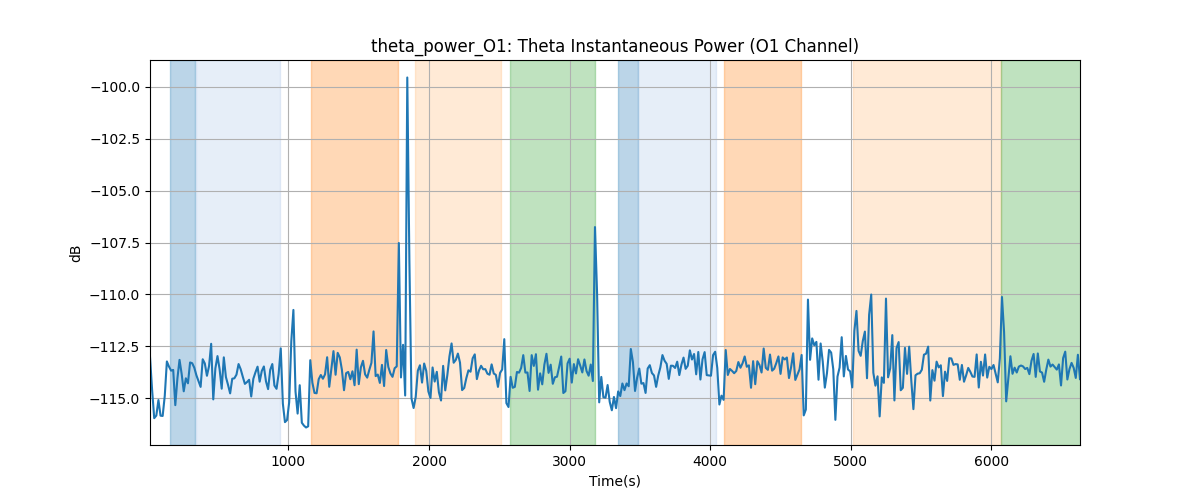 theta_power_O1: Theta Instantaneous Power (O1 Channel)
−100.0
−102.5
−105.0
−107.5
−110.0
−112.5
−115.0
dB
1000 2000 3000 4000 5000 6000
Time(s)